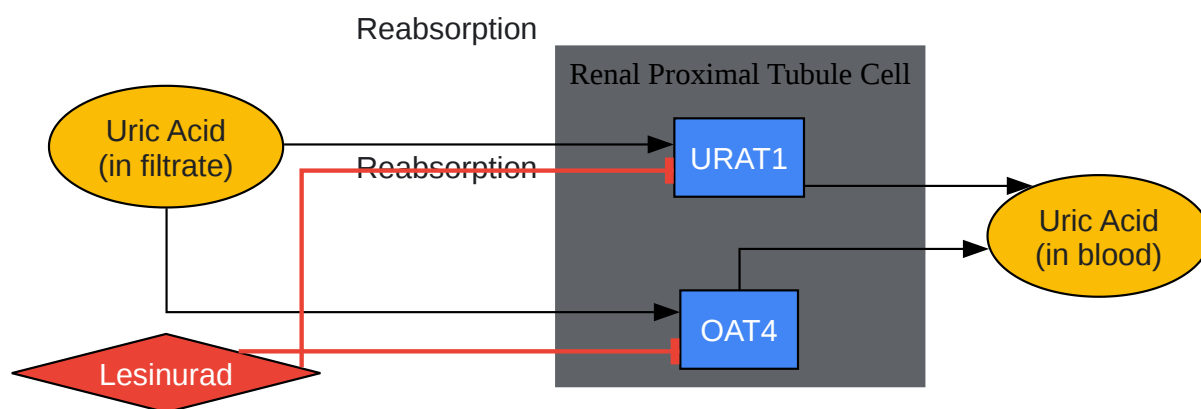 Reabsorption
Renal Proximal Tubule Cell
Uric Acid
(in filtrate)
Reabsorption
URAT1
Uric Acid
(in blood)
OAT4
Lesinurad